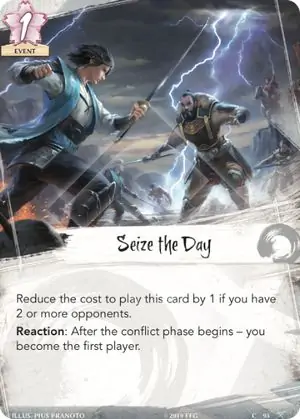 1
EVENT
Seize the Day
Reduce the cost to play this card by 1 if you have
2 or more opponents.
Reaction: After the conflict phase begins – you
become the first player.
ILLUS. PIUS PRANOTO
©2019 FFG
C 93